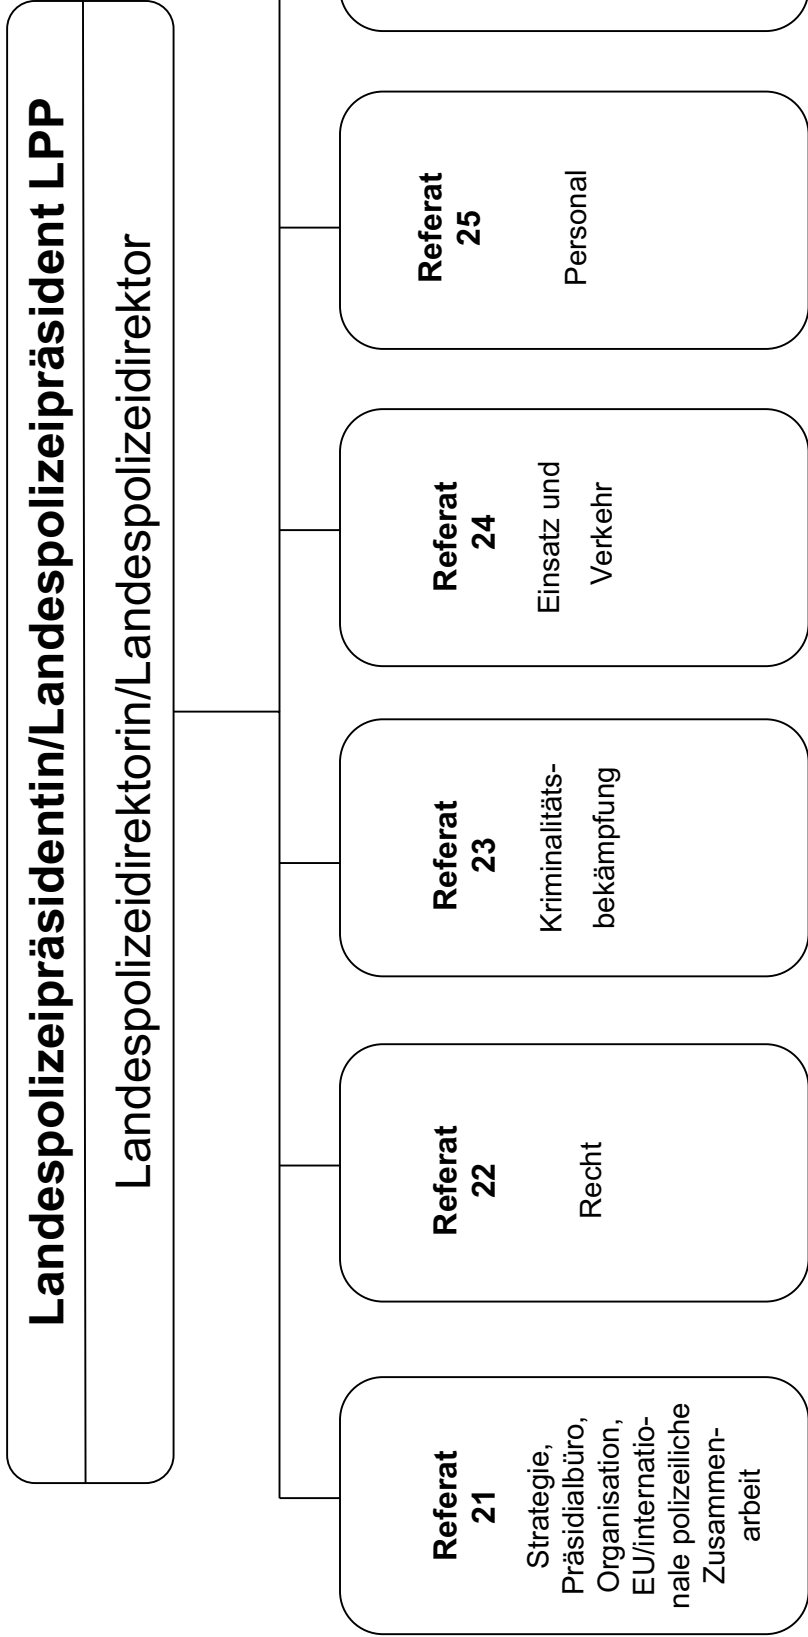 Landespolizeipräsidentin/Landespolizeipräsident LPP
Landespolizeidirektorin/Landespolizeidirektor
Referat
21
Strategie,
Präsidialbüro,
Organisation,
EU/internatio-
nale polizeiliche
Zusammen-
arbeit
Referat
22
Recht
Referat
23
Kriminalitäts-
bekämpfung
Referat
24
Einsatz und
Verkehr
Referat
25
Personal